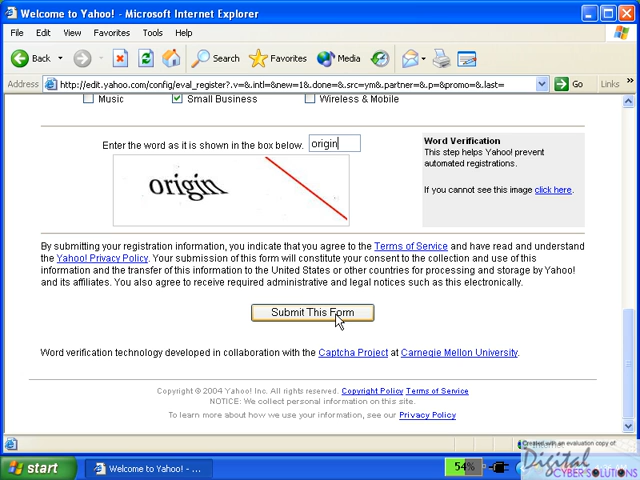 Welcome to Yahoo! - Microsoft Internet Explorer
File Edit View Favorites Tools Help
Back Search Favorites Media
Address http://edit.yahoo.com/config/eval_register?.v=&.intl=&new=1&.done=&.src=ym&.partner=&.p=&promo=&.last= Go Links »
Music Small Business Wireless & Mobile
Enter the word as it is shown in the box below. origin
origin
Word Verification
This step helps Yahoo! prevent
automated registrations.
If you cannot see this image click here.
By submitting your registration information, you indicate that you agree to the Terms of Service and have read and understand
the Yahoo! Privacy Policy. Your submission of this form will constitute your consent to the collection and use of this
information and the transfer of this information to the United States or other countries for processing and storage by Yahoo!
and its affiliates. You also agree to receive required administrative and legal notices such as this electronically.
Submit This Form
Word verification technology developed in collaboration with the Captcha Project at Carnegie Mellon University.
Copyright © 2004 Yahoo! Inc. All rights reserved. Copyright Policy Terms of Service
NOTICE: We collect personal information on this site.
To learn more about how we use your information, see our Privacy Policy
Created with an evaluation copy of
Digital
CYBER SOLUTIONS
start Welcome to Yahoo! - ... 54%